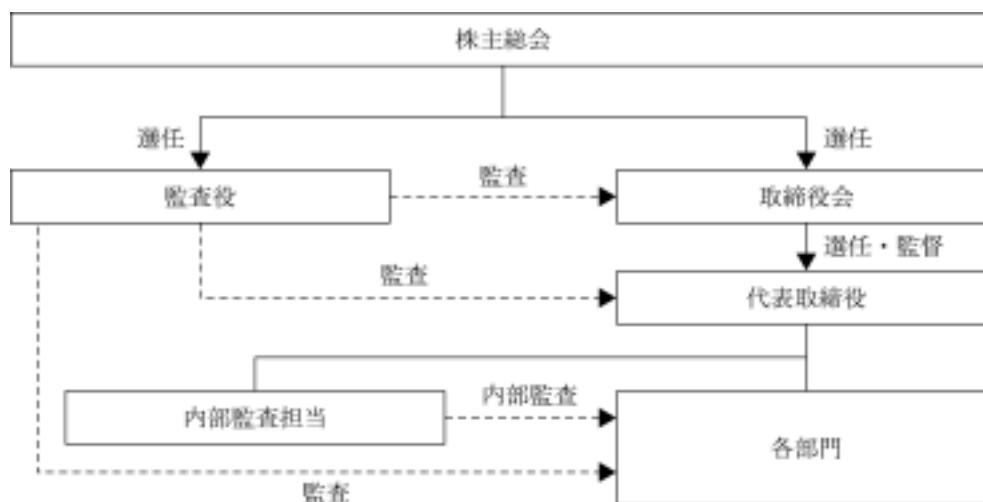 株主総会
選任
選任
監査役
監査
取締役会
選任・監督
監査
代表取締役
内部監査担当
内部監査
各部門
監査